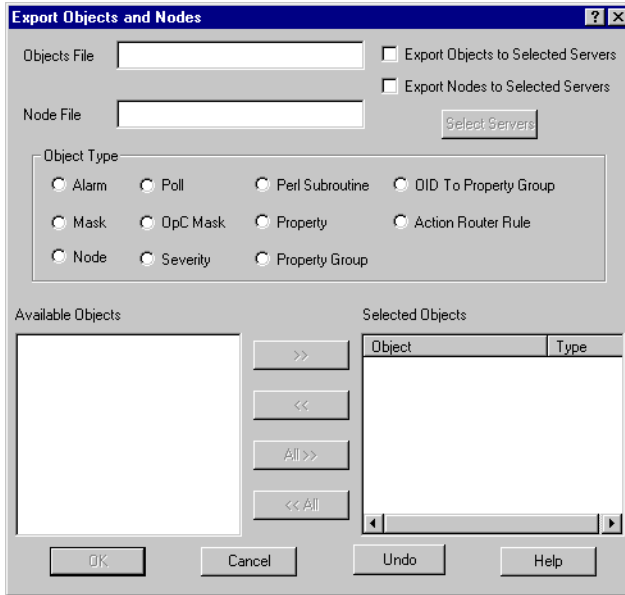 Export Objects and Nodes
Objects File
Export Objects to Selected Servers
Export Nodes to Selected Servers
Node File
Select Servers
Object Type
Alarm Poll Perl Subroutine OID To Property Group
Mask OpC Mask Property Action Router Rule
Node Severity Property Group
Available Objects Selected Objects
Object Type
>>
<<
All >>
<< All
OK Cancel Undo Help